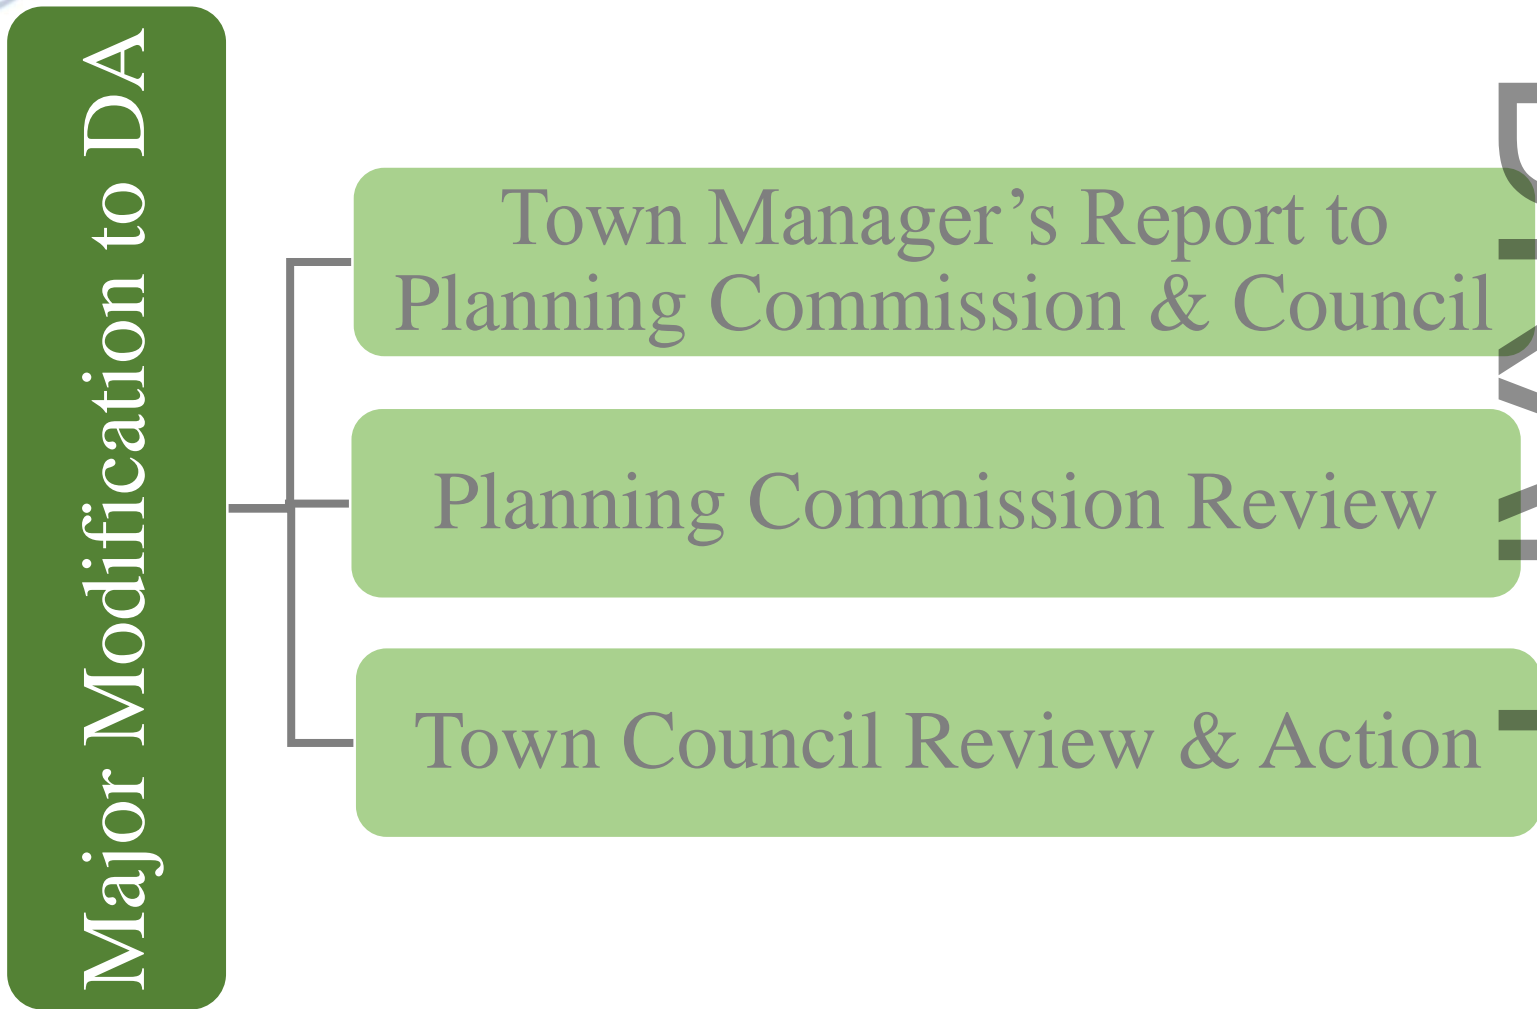 Major Modification to DA
Town Manager’s Report to
Planning Commission & Council
Planning Commission Review
Town Council Review & Action